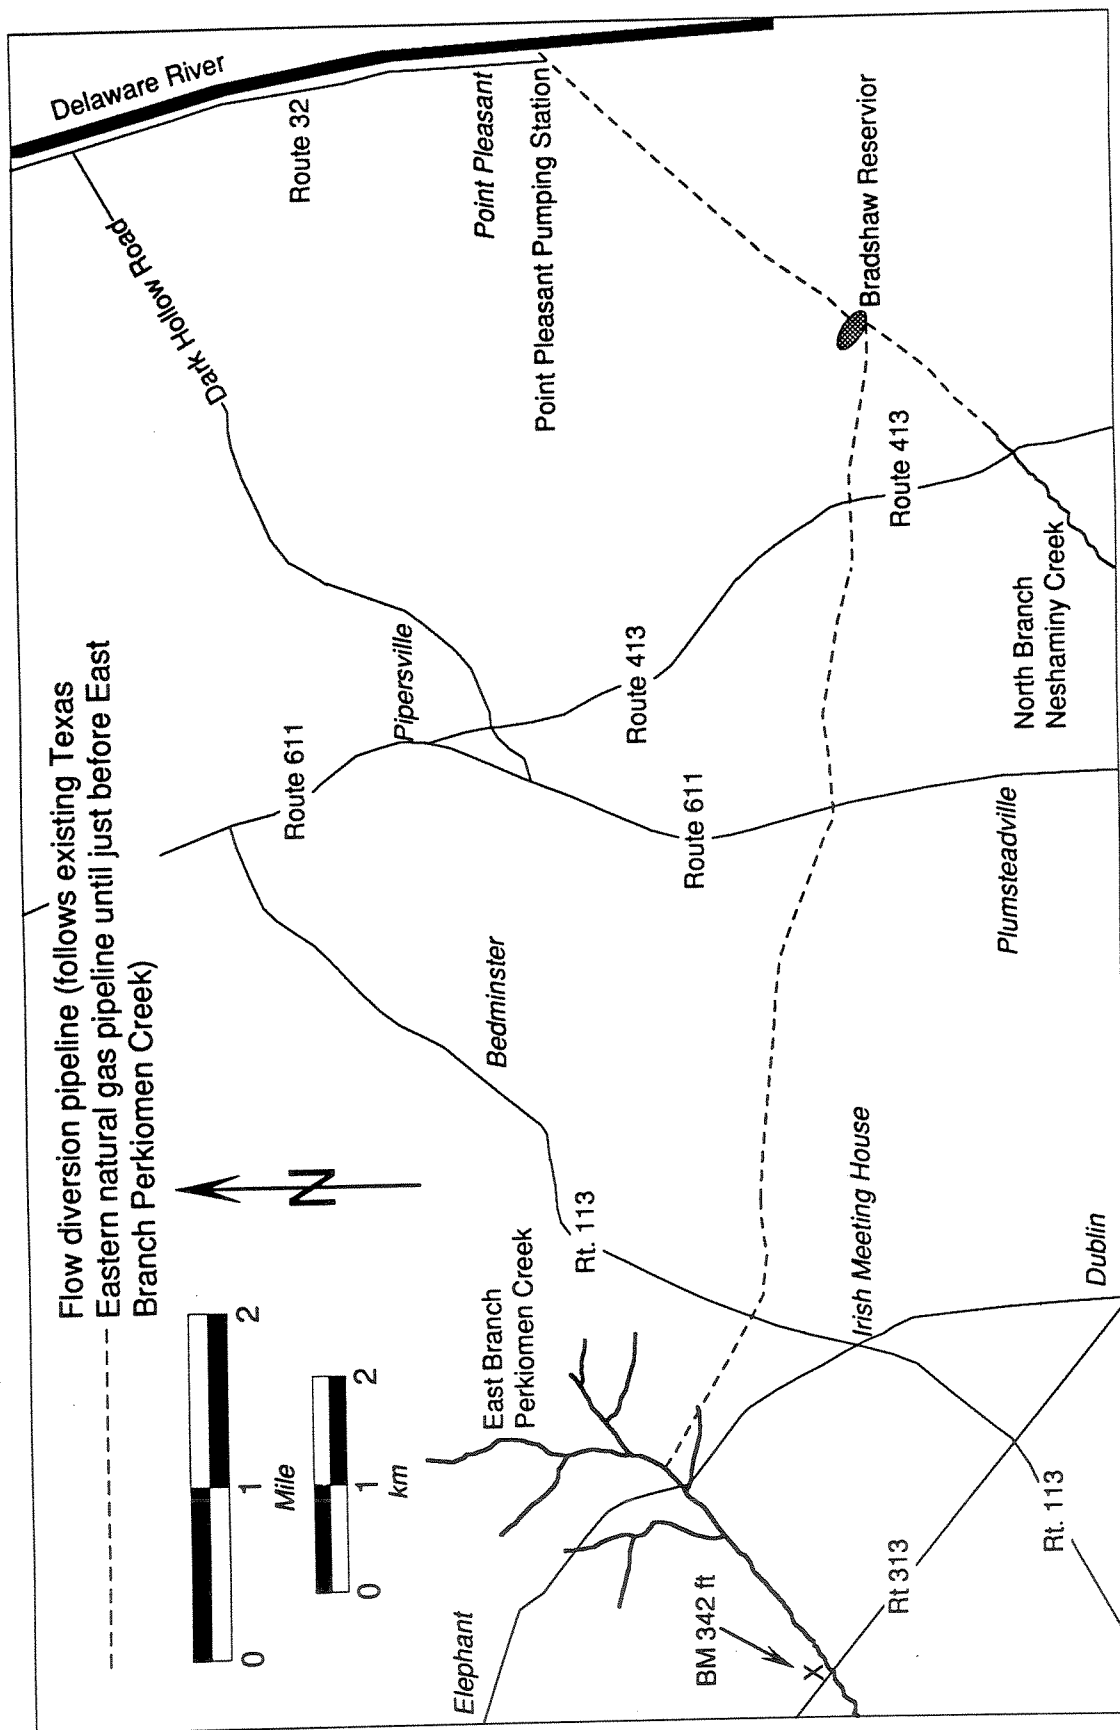 Flow diversion pipeline (follows existing Texas
Eastern natural gas pipeline until just before East
Branch Perkiomen Creek)
0
1
2
Mile
0
1
2
km
N
Delaware River
Route 32
Dark Hollow Road
Point Pleasant
Point Pleasant Pumping Station
Bradshaw Reservior
Route 611
Pipersville
Route 413
Route 413
Route 611
Bedminster
Rt. 113
East Branch
Perkiomen Creek
North Branch
Neshaminy Creek
Plumsteadville
Irish Meeting House
Dublin
Elephant
BM 342 ft
X
Rt 313
Rt. 113